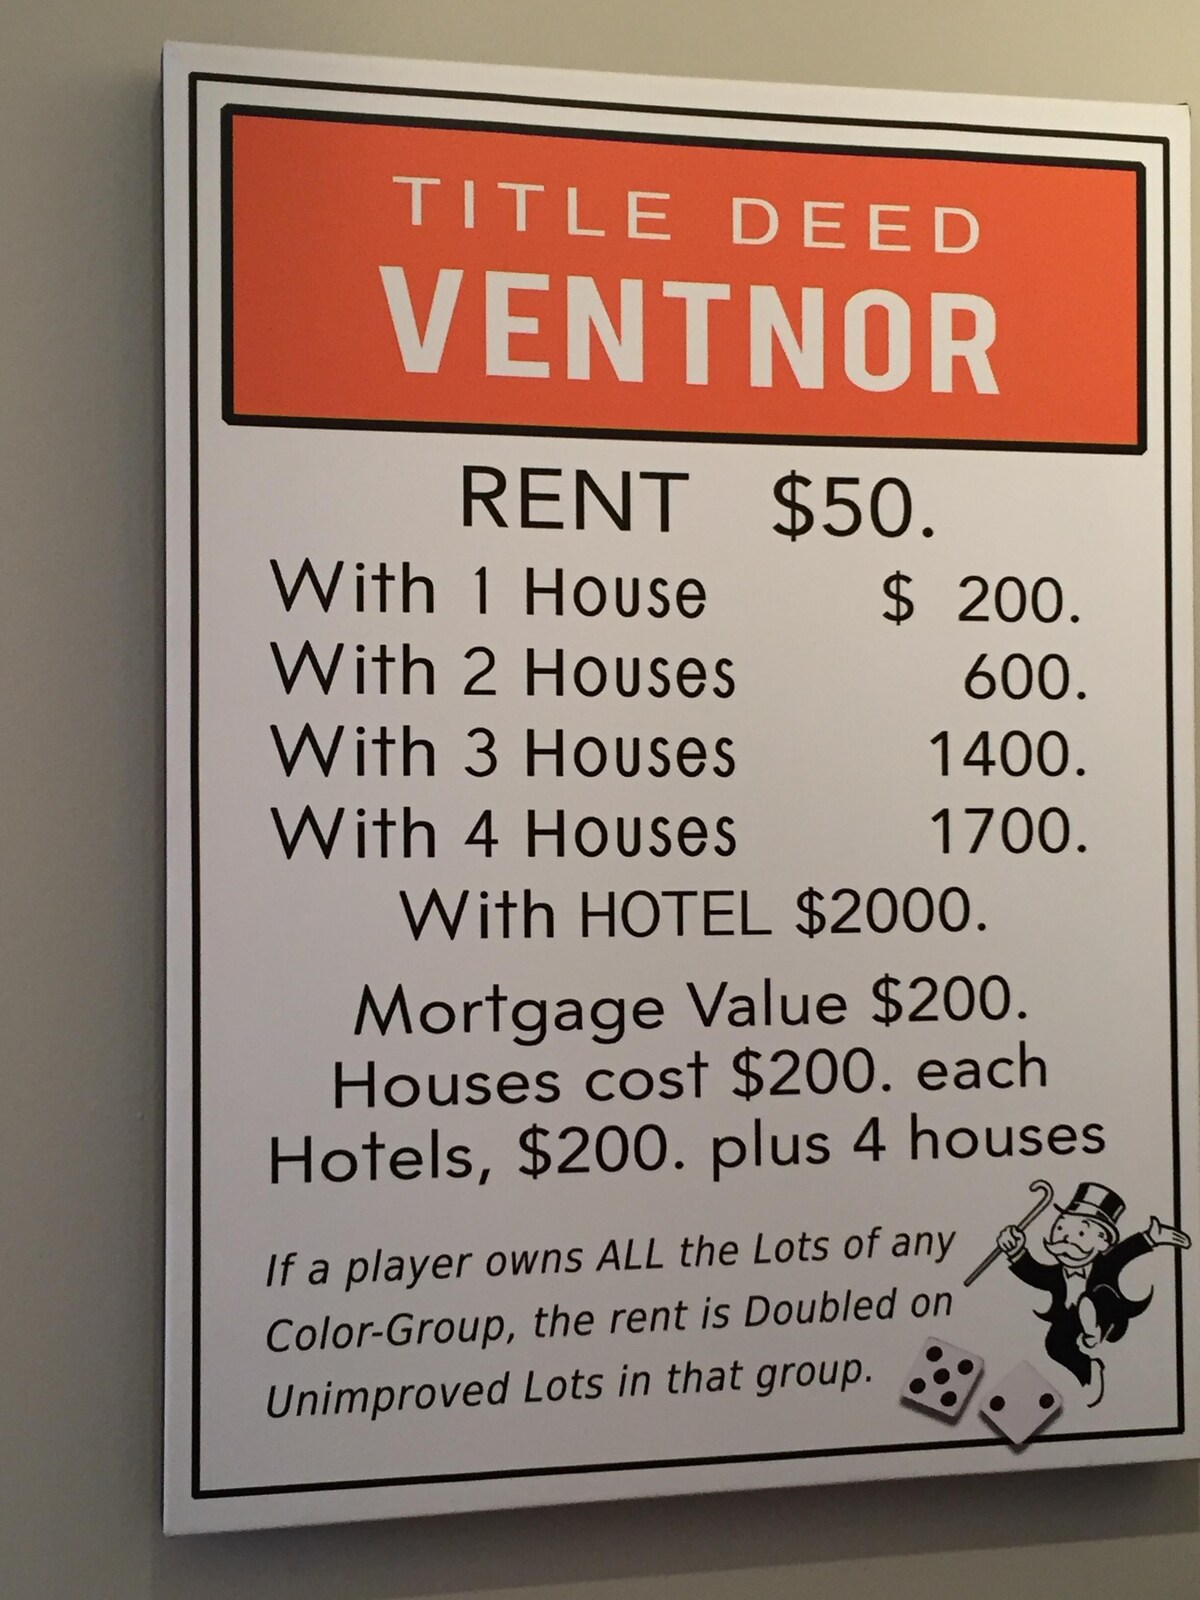 TITLE DEED
VENTNOR
RENT $50.
With 1 House $ 200.
With 2 Houses 600.
With 3 Houses 1400.
With 4 Houses 1700.
With HOTEL $2000.
Mortgage Value $200.
Houses cost $200. each
Hotels, $200. plus 4 houses
If a player owns ALL the Lots of any
Color-Group, the rent is Doubled on
Unimproved Lots in that group.